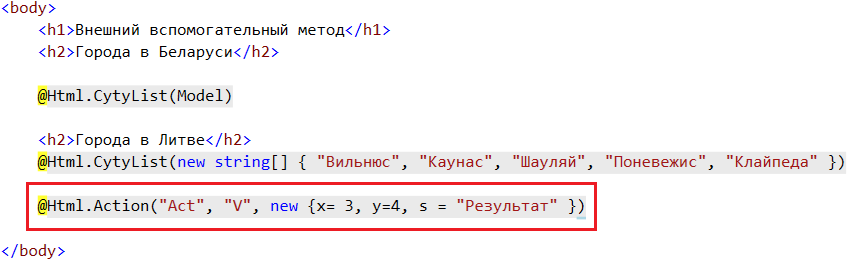 <body>
<h1>Внешний вспомогательный метод</h1>
<h2>Города в Беларуси</h2>
@Html.CytyList(Model)
<h2>Города в Литве</h2>
@Html.CytyList(new string[] { "Вильнюс", "Каунас", "Шауляй", "Поневежис", "Клайпеда" })
@Html.Action("Act", "V", new {x= 3, y=4, s = "Результат" })
</body>